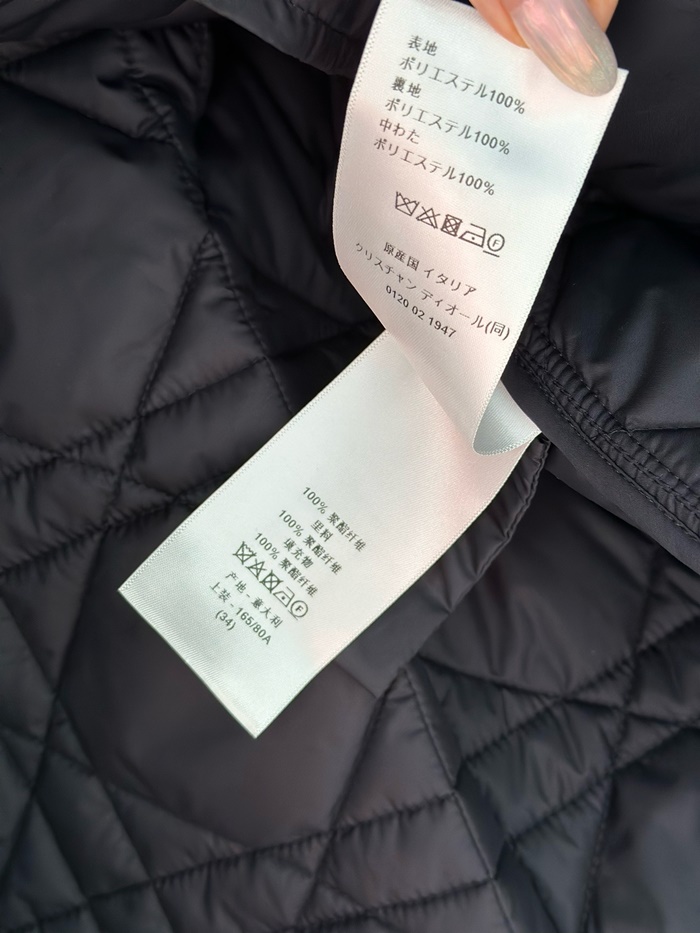 表地
ポリエステル100%
裏地
ポリエステル100%
中わた
ポリエステル100%
F
原産国 イタリア
クリスチャン ディオール(同)
0120 02 1947
100% 聚酯纤维
里料
100% 聚酯纤维
填充物
100% 聚酯纤维
F
产地 - 意大利
上装 - 165/80A
(34)